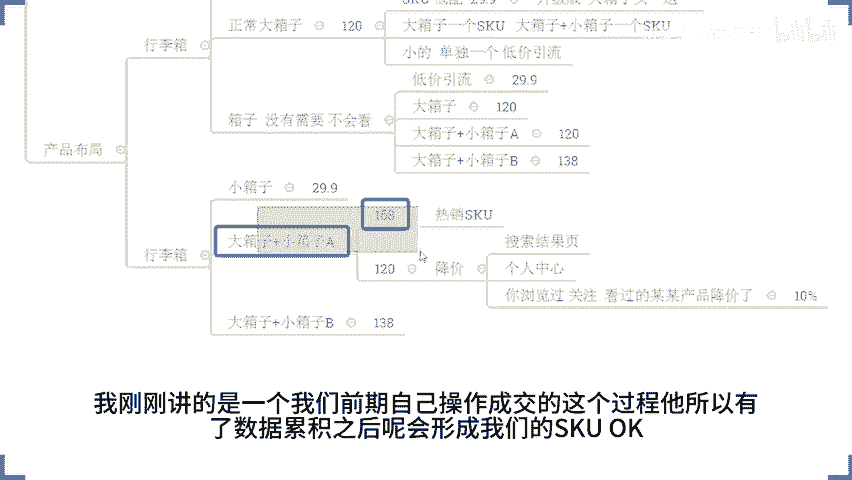 SKU 低配 29.9
正常大箱子 120
大箱子一个SKU 大箱子+小箱子一个SKU
小的 单独一个 低价引流
行李箱
低价引流 29.9
大箱子 120
箱子 没有需要 不会看
大箱子+小箱子A 120
大箱子+小箱子B 138
产品布局
小箱子 29.9
热销SKU
大箱子+小箱子A
搜索结果页
行李箱
120 降价
个人中心
你浏览过 关注 看过的某某产品降价了 10%
大箱子+小箱子B 138
我刚刚讲的是一个我们前期自己操作成交的这个过程他所以有
了数据累积之后呢会形成我们的SKU OK